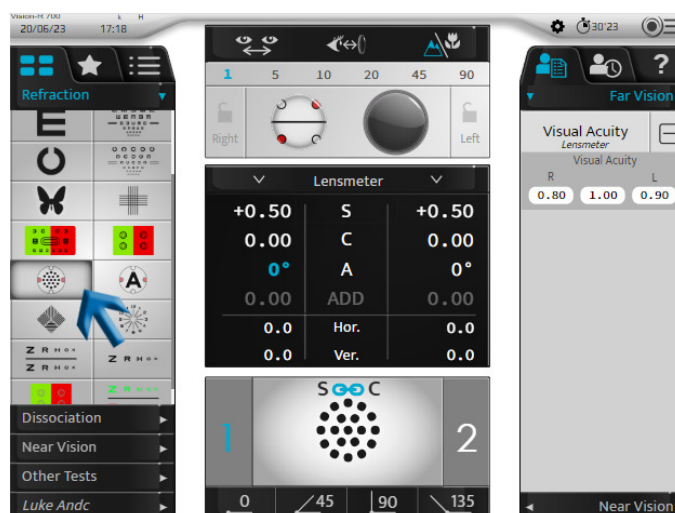 Vision-R 700
20/06/23 17:18
30'23
Refraction
A
Z R H O K
Z R H O K
Z R H O K
Dissociation
Near Vision
Other Tests
Luke Andc
1 5 10 20 45 90
Right Left
Lensmeter
+0.50 S +0.50
0.00 C 0.00
0° A 0°
0.00 ADD 0.00
0.0 Hor. 0.0
0.0 Ver. 0.0
S C
1 2
0 45 90 135
?
Far Vision
Visual Acuity
Lensmeter
Visual Acuity
R L
0.80 1.00 0.90
Near Vision